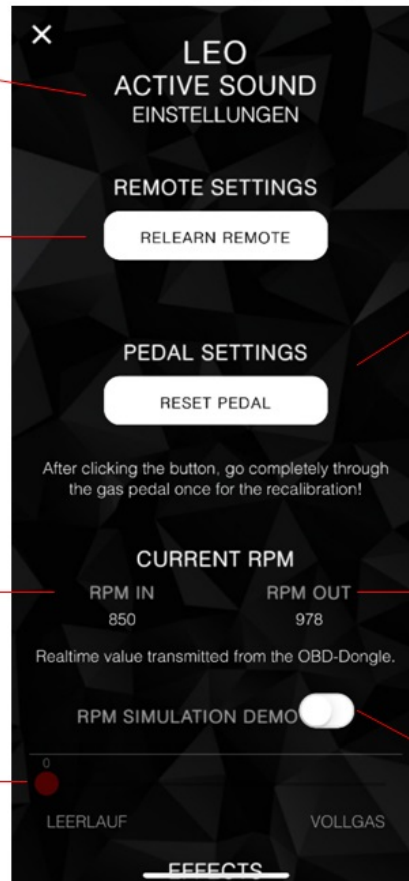 LEO
ACTIVE SOUND
EINSTELLUNGEN
REMOTE SETTINGS
RELEARN REMOTE
PEDAL SETTINGS
RESET PEDAL
After clicking the button, go completely through
the gas pedal once for the recalibration!
CURRENT RPM
RPM IN RPM OUT
850 978
Realtime value transmitted from the OBD-Dongle.
RPM SIMULATION DEMO
0
LEERLAUF VOLLGAS
EFFECTS